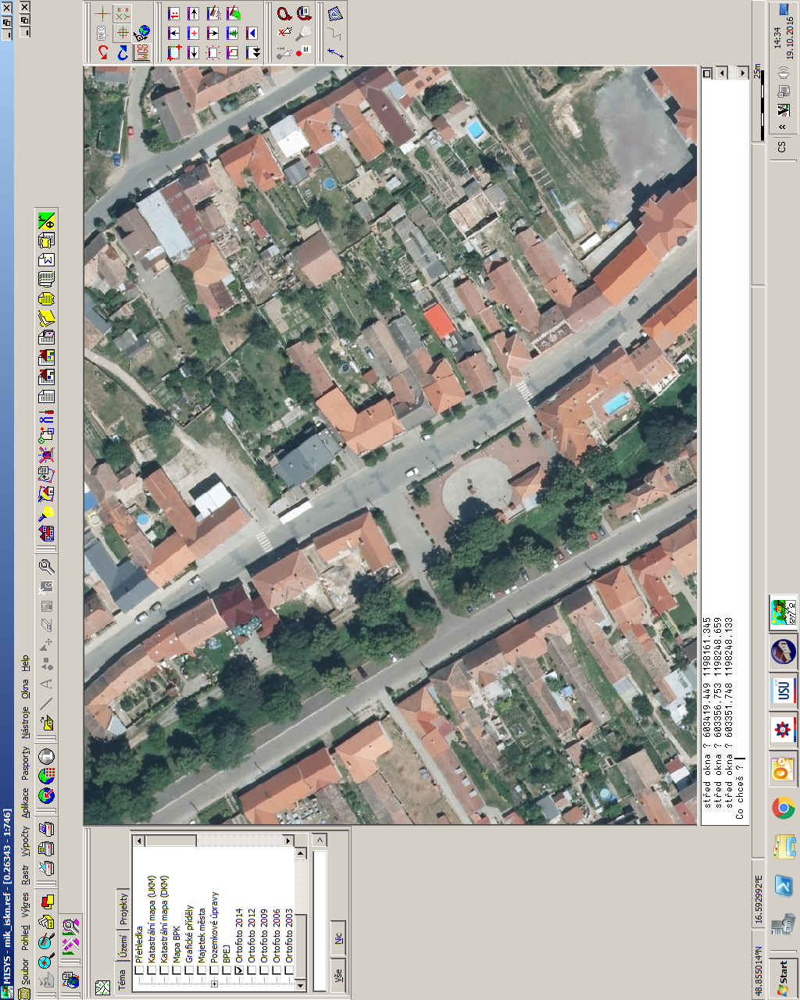 MISYS - mik_iskn.ref - [0.26343 - 1:746]
Soubor Pohled Výkres Rastr Výpočty Aplikace Pasporty Nástroje Okna Help
INFO
X=
Y=
WGS
1:
Téma Území Projekty
Přehledka
Katastrální mapa (UKM)
Katastrální mapa (DKM)
Mapa BPK
Grafické příděly
Majetek města
Pozemkové úpravy
BPEJ
Ortofoto 2014
Ortofoto 2012
Ortofoto 2009
Ortofoto 2006
Ortofoto 2003
>
Vše Nic
střed okna ? 603419.449 1198161.345
střed okna ? 603356.753 1198248.659
střed okna ? 603351.748 1198248.133
Co chceš ?
48.855014°N 16.592992°E 25m
Start
USU
CS
«
14:34
19.10.2016